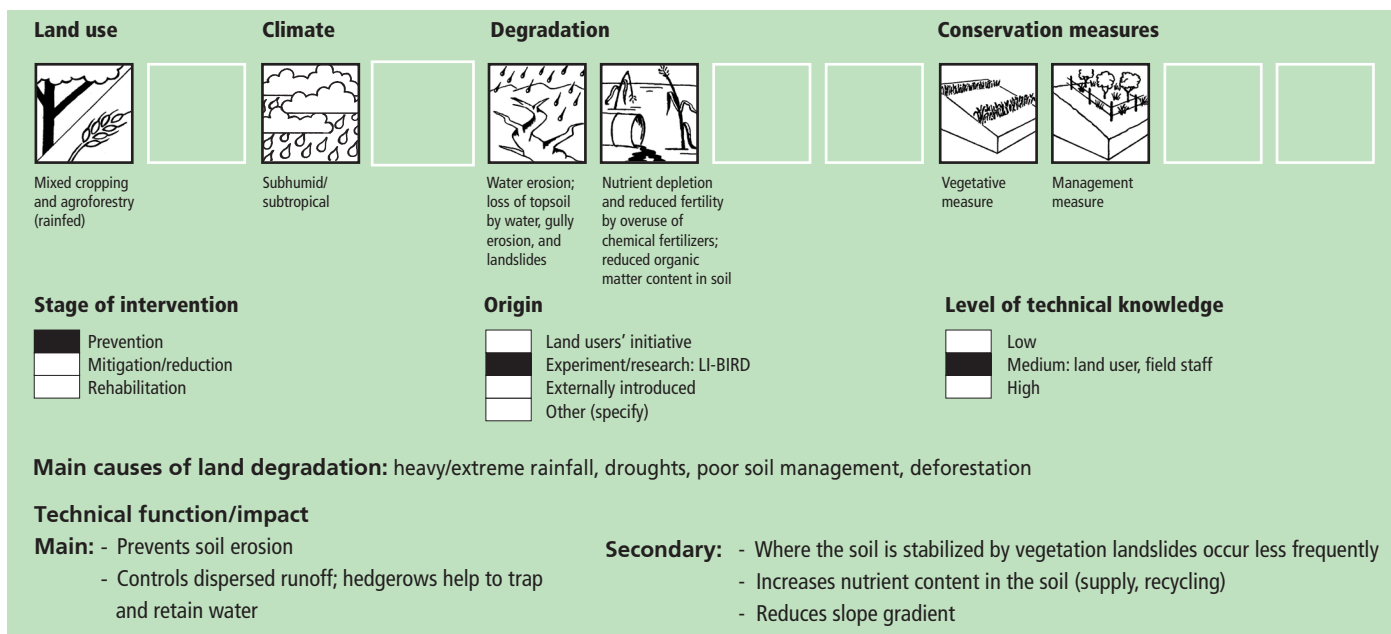 Land use
Climate
Degradation
Conservation measures
Mixed cropping
and agroforestry
(rainfed)
Subhumid/
subtropical
Water erosion;
loss of topsoil
by water, gully
erosion, and
landslides
Nutrient depletion
and reduced fertility
by overuse of
chemical fertilizers;
reduced organic
matter content in soil
Vegetative
measure
Management
measure
Stage of intervention
Prevention
Mitigation/reduction
Rehabilitation
Origin
Land users' initiative
Experiment/research: LI-BIRD
Externally introduced
Other (specify)
Level of technical knowledge
Low
Medium: land user, field staff
High
Main causes of land degradation: heavy/extreme rainfall, droughts, poor soil management, deforestation
Technical function/impact
Main: - Prevents soil erosion
- Controls dispersed runoff; hedgerows help to trap
and retain water
Secondary: - Where the soil is stabilized by vegetation landslides occur less frequently
- Increases nutrient content in the soil (supply, recycling)
- Reduces slope gradient